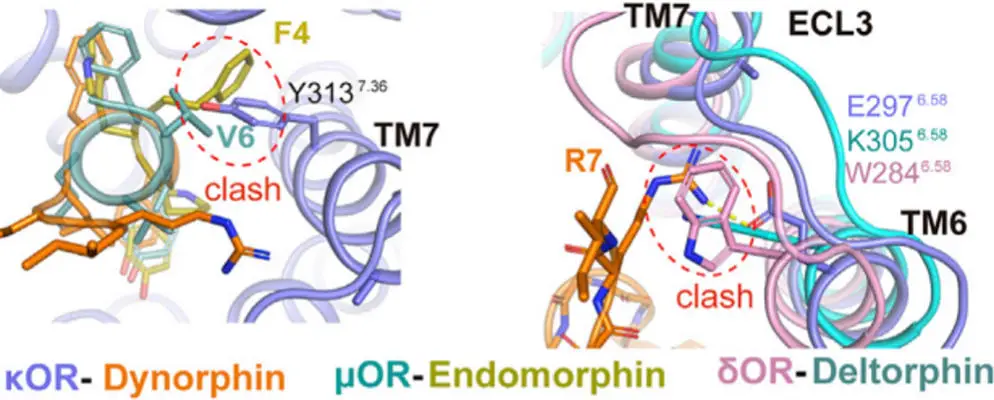 F4
Y313 7.36
V6
TM7
clash
TM7
ECL3
E297 6.58
K305 6.58
R7
W284 6.58
TM6
clash
κOR- Dynorphin
μOR-Endomorphin
δOR-Deltorphin